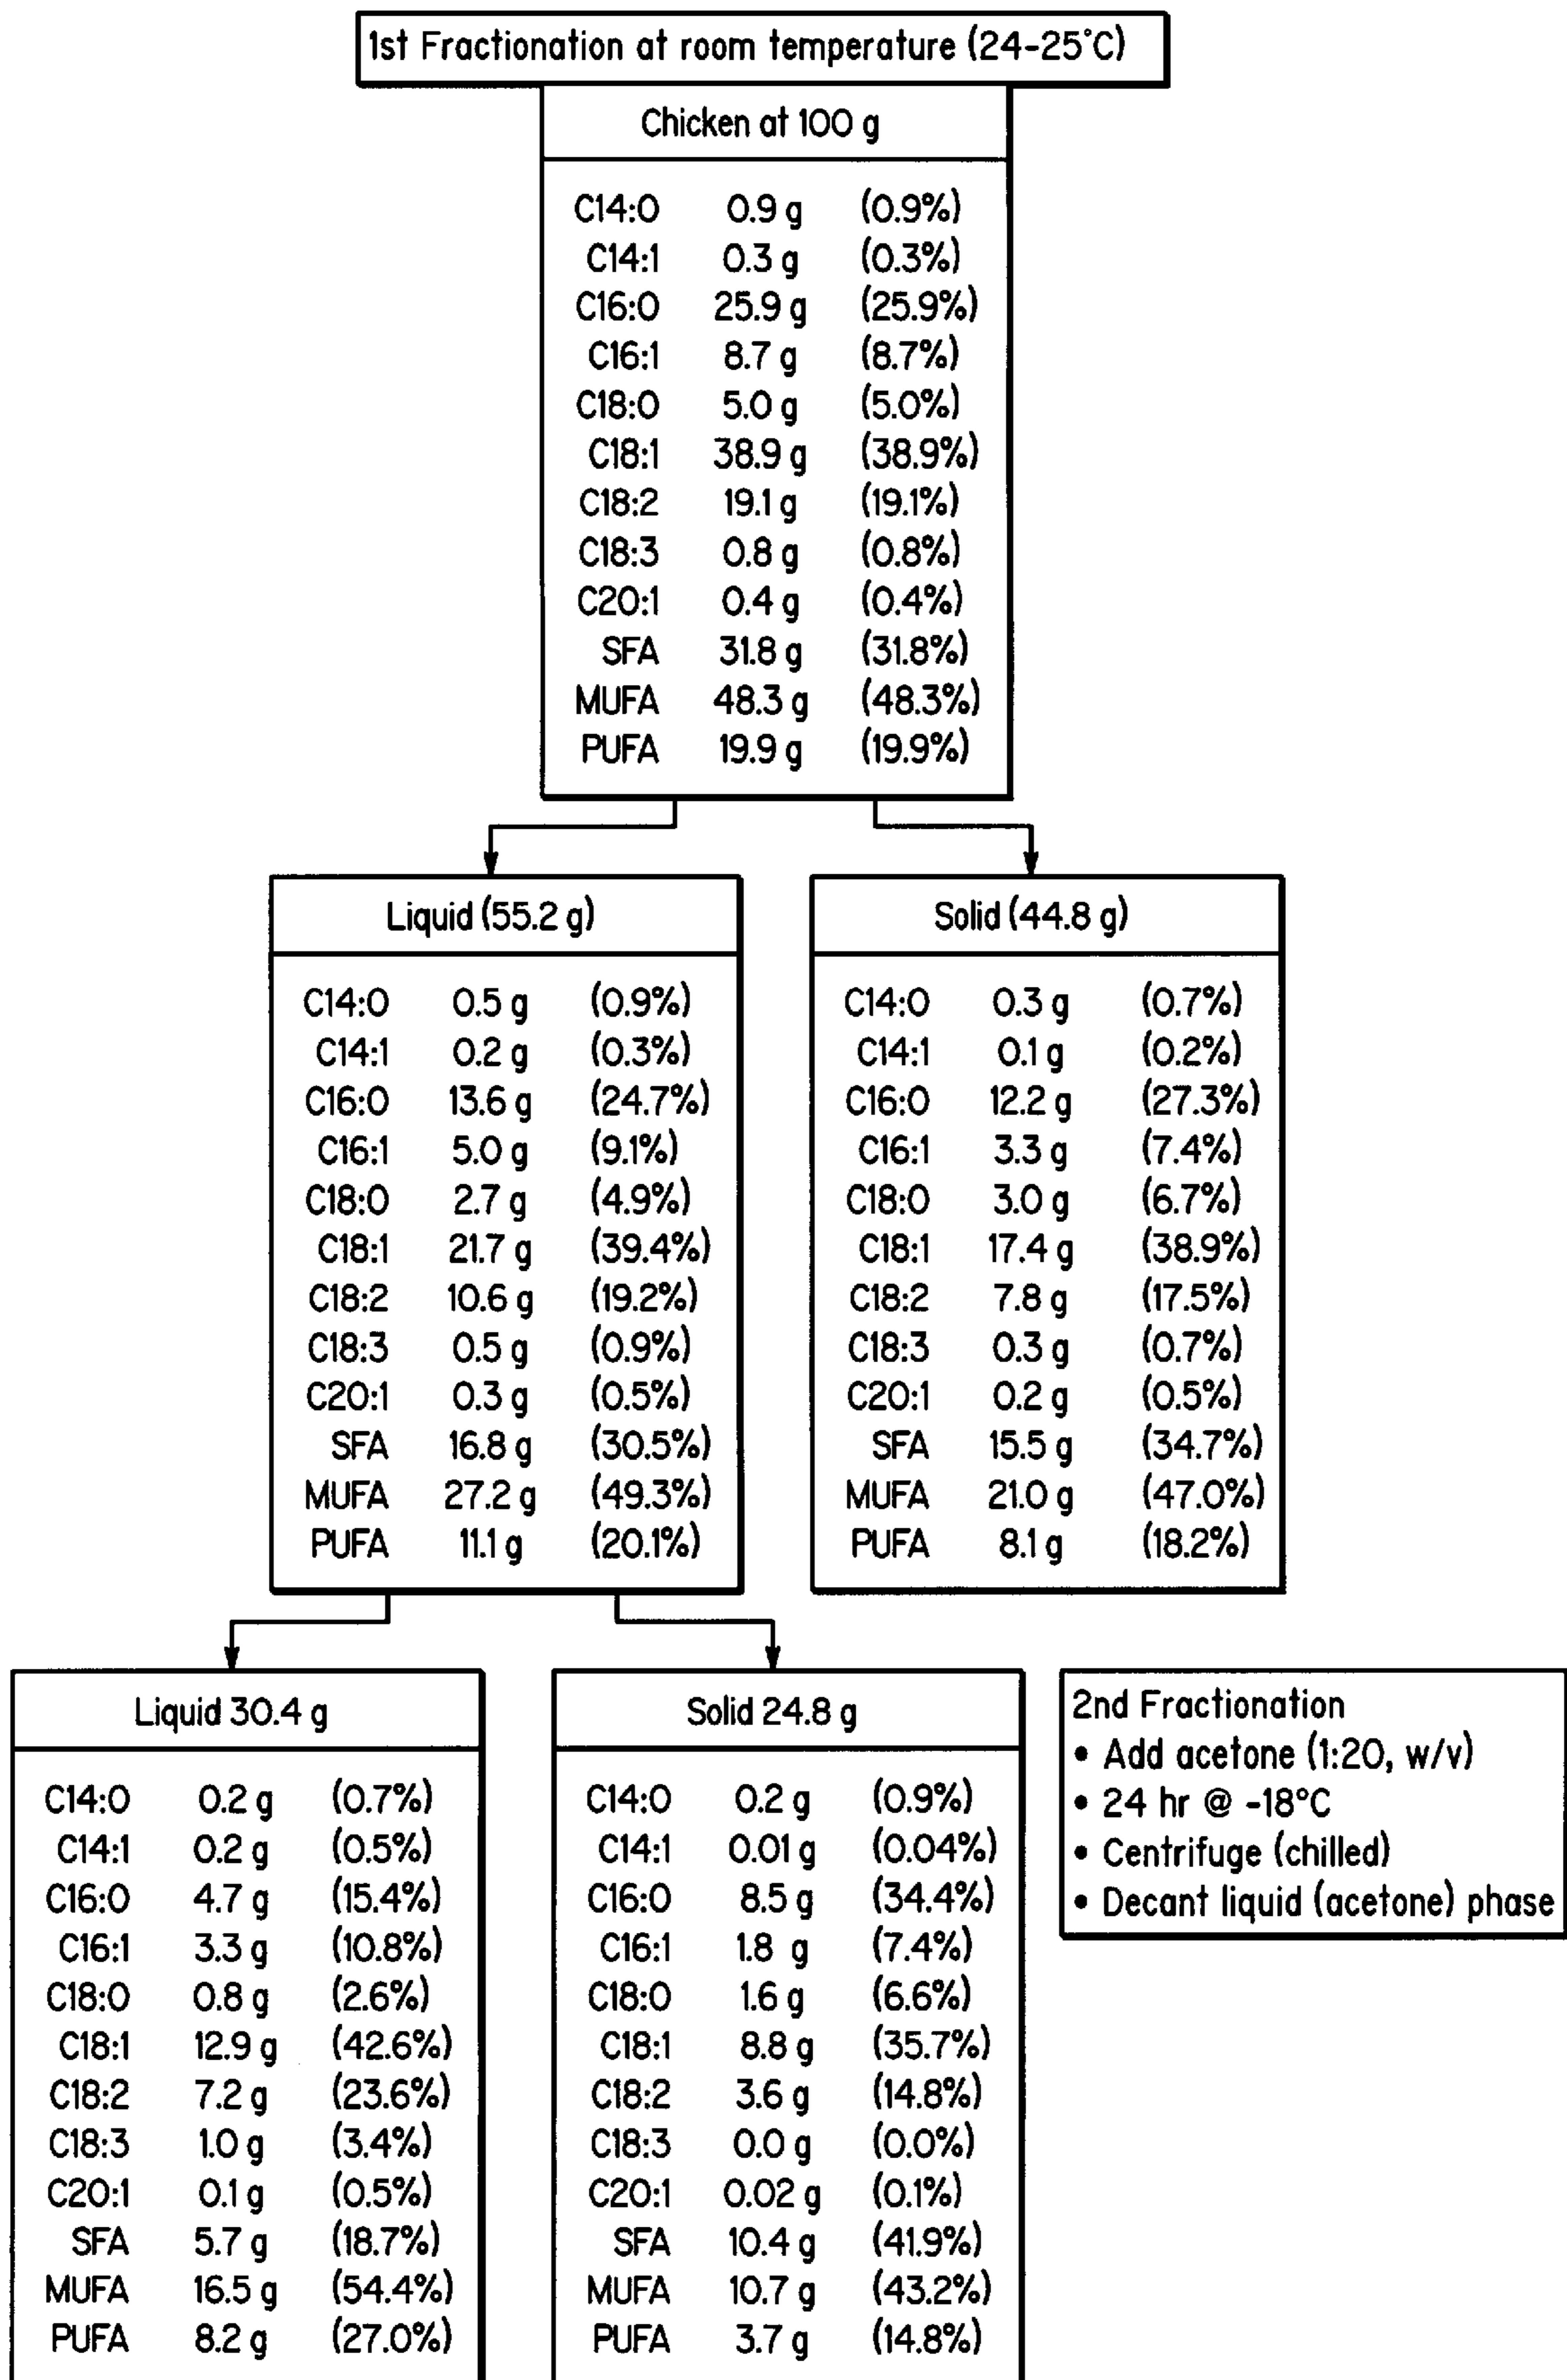 1st Fractionation at room temperature (24-25°C)
Chicken at 100 g
C14:0 0.9 g (0.9%)
C14:1 0.3 g (0.3%)
C16:0 25.9 g (25.9%)
C16:1 8.7 g (8.7%)
C18:0 5.0 g (5.0%)
C18:1 38.9 g (38.9%)
C18:2 19.1 g (19.1%)
C18:3 0.8 g (0.8%)
C20:1 0.4 g (0.4%)
SFA 31.8 g (31.8%)
MUFA 48.3 g (48.3%)
PUFA 19.9 g (19.9%)
Liquid (55.2 g)
C14:0 0.5 g (0.9%)
C14:1 0.2 g (0.3%)
C16:0 13.6 g (24.7%)
C16:1 5.0 g (9.1%)
C18:0 2.7 g (4.9%)
C18:1 21.7 g (39.4%)
C18:2 10.6 g (19.2%)
C18:3 0.5 g (0.9%)
C20:1 0.3 g (0.5%)
SFA 16.8 g (30.5%)
MUFA 27.2 g (49.3%)
PUFA 11.1 g (20.1%)
Solid (44.8 g)
C14:0 0.3 g (0.7%)
C14:1 0.1 g (0.2%)
C16:0 12.2 g (27.3%)
C16:1 3.3 g (7.4%)
C18:0 3.0 g (6.7%)
C18:1 17.4 g (38.9%)
C18:2 7.8 g (17.5%)
C18:3 0.3 g (0.7%)
C20:1 0.2 g (0.5%)
SFA 15.5 g (34.7%)
MUFA 21.0 g (47.0%)
PUFA 8.1 g (18.2%)
Liquid 30.4 g
C14:0 0.2 g (0.7%)
C14:1 0.2 g (0.5%)
C16:0 4.7 g (15.4%)
C16:1 3.3 g (10.8%)
C18:0 0.8 g (2.6%)
C18:1 12.9 g (42.6%)
C18:2 7.2 g (23.6%)
C18:3 1.0 g (3.4%)
C20:1 0.1 g (0.5%)
SFA 5.7 g (18.7%)
MUFA 16.5 g (54.4%)
PUFA 8.2 g (27.0%)
Solid 24.8 g
C14:0 0.2 g (0.9%)
C14:1 0.01 g (0.04%)
C16:0 8.5 g (34.4%)
C16:1 1.8 g (7.4%)
C18:0 1.6 g (6.6%)
C18:1 8.8 g (35.7%)
C18:2 3.6 g (14.8%)
C18:3 0.0 g (0.0%)
C20:1 0.02 g (0.1%)
SFA 10.4 g (41.9%)
MUFA 10.7 g (43.2%)
PUFA 3.7 g (14.8%)
2nd Fractionation
• Add acetone (1:20, w/v)
• 24 hr @ -18°C
• Centrifuge (chilled)
• Decant liquid (acetone) phase